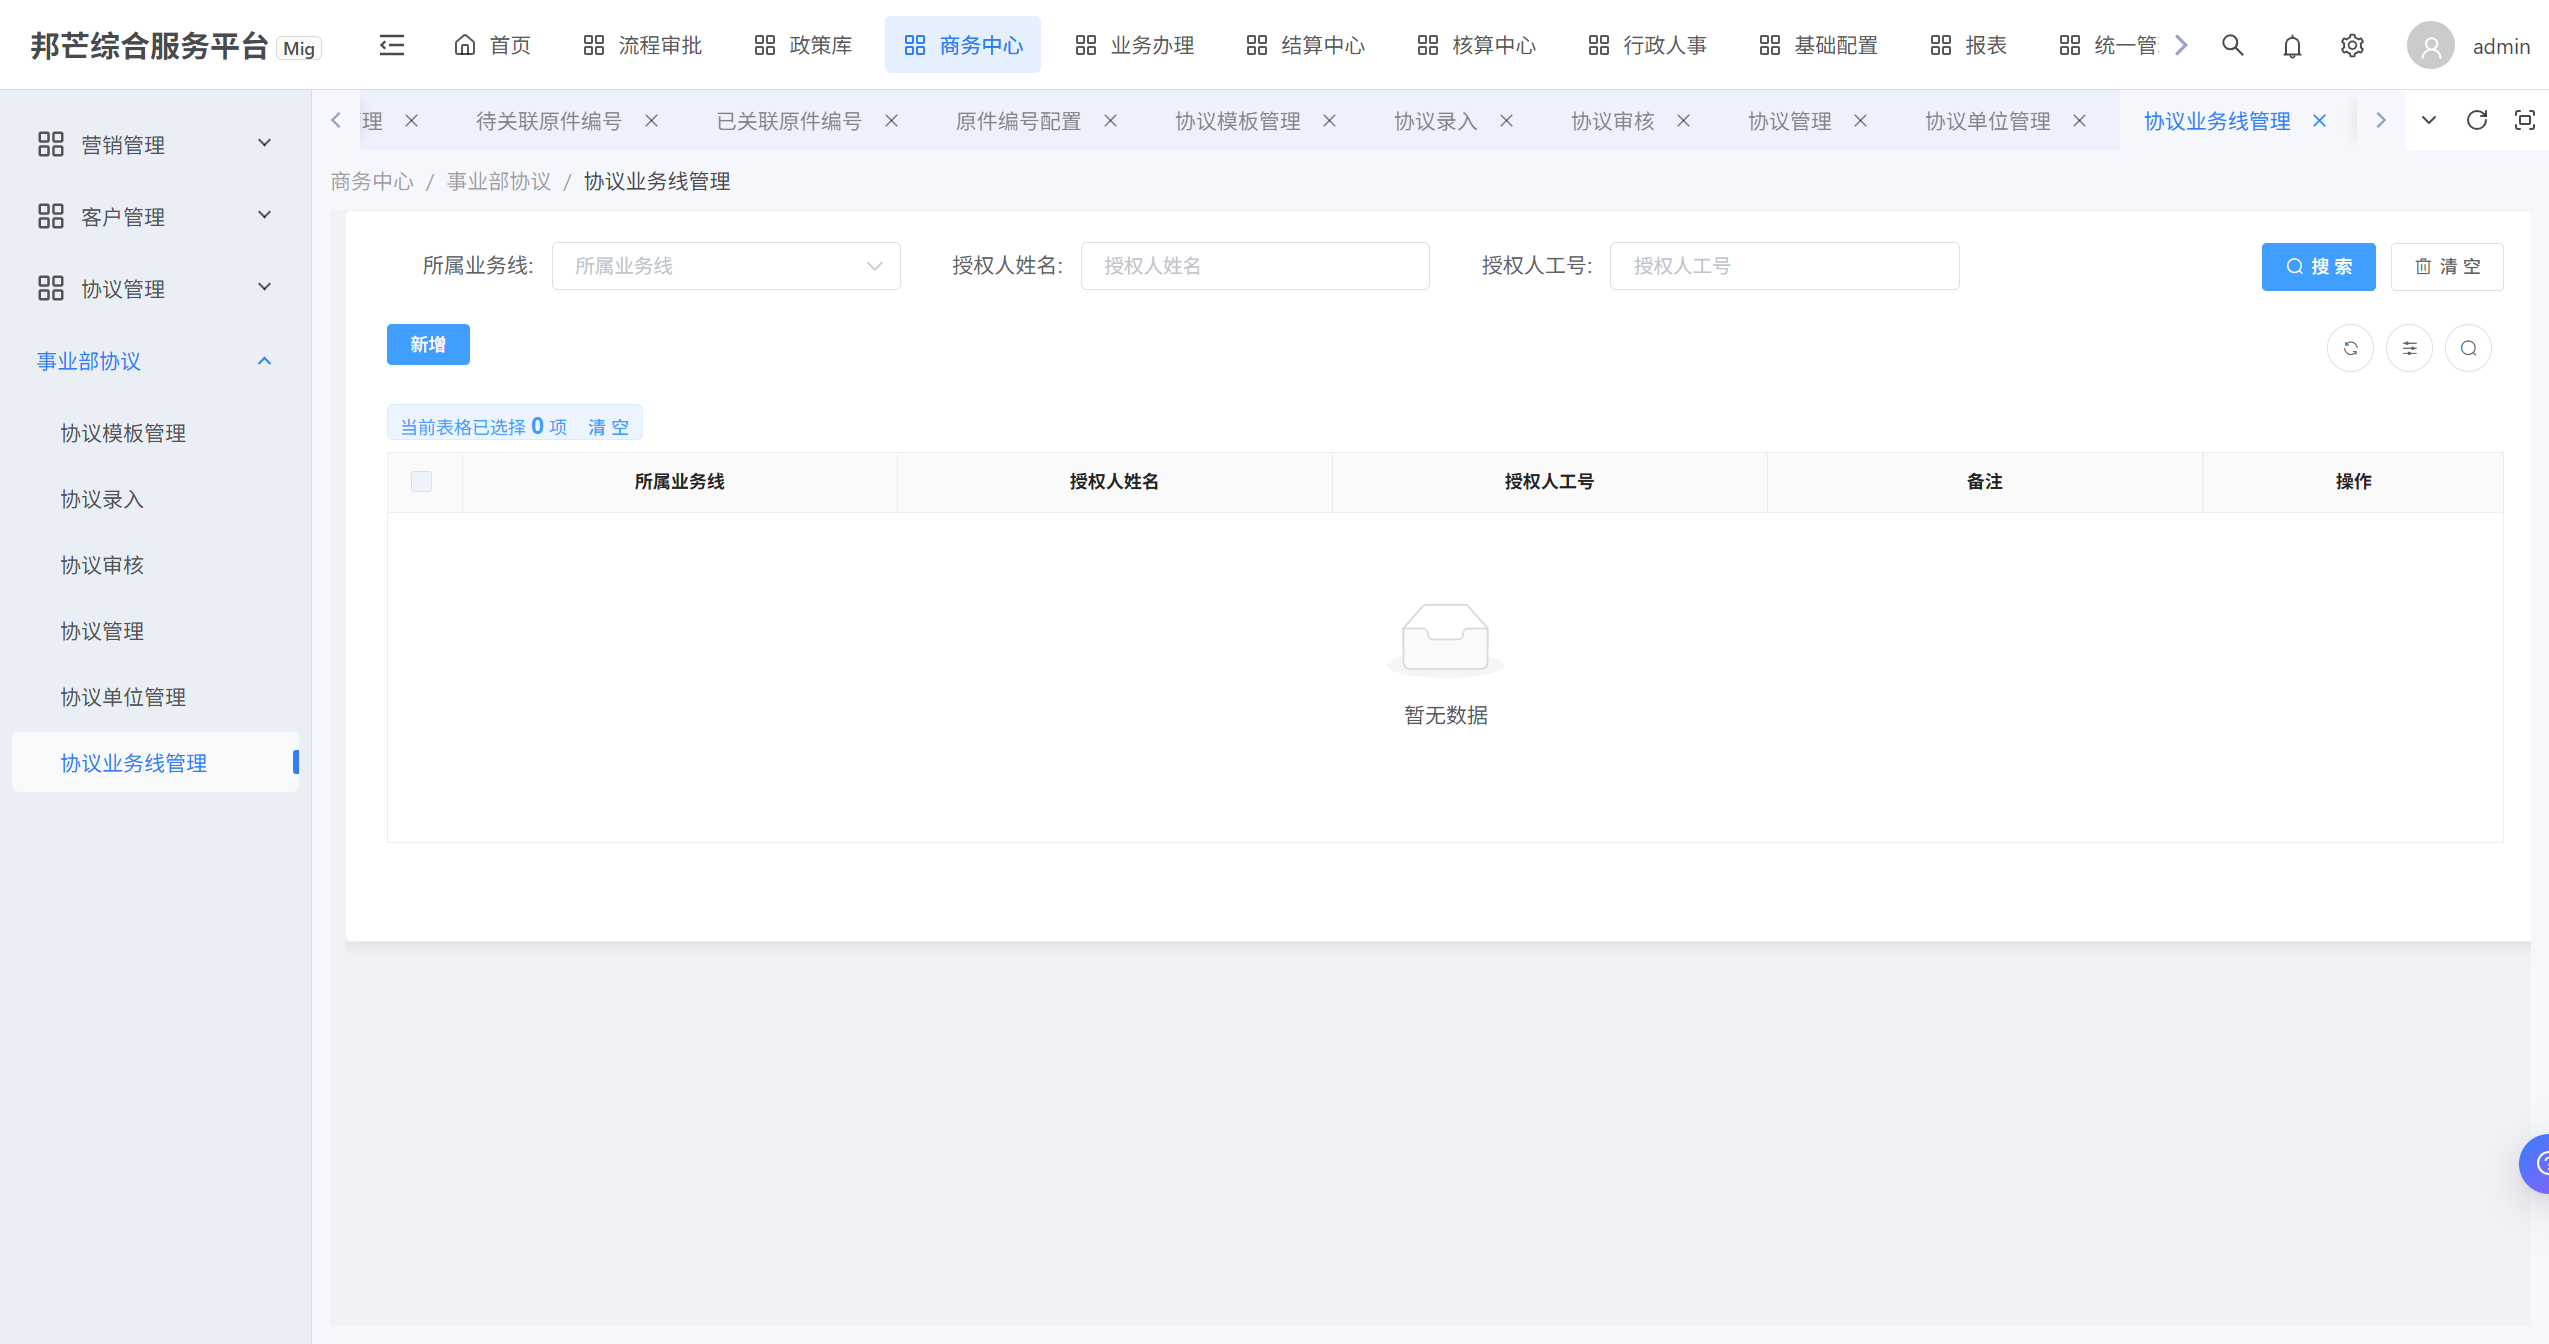 邦芒综合服务平台 Mig
首页 流程审批 政策库 商务中心 业务办理 结算中心 核算中心 行政人事 基础配置 报表 统一管 admin
理 待关联原件编号 已关联原件编号 原件编号配置 协议模板管理 协议录入 协议审核 协议管理 协议单位管理 协议业务线管理
商务中心 / 事业部协议 / 协议业务线管理
营销管理
客户管理
协议管理
事业部协议
协议模板管理
协议录入
协议审核
协议管理
协议单位管理
协议业务线管理
所属业务线: 所属业务线 授权人姓名: 授权人姓名 授权人工号: 授权人工号 搜 索 清 空
新增
当前表格已选择 0 项 清 空
所属业务线 授权人姓名 授权人工号 备注 操作
暂无数据